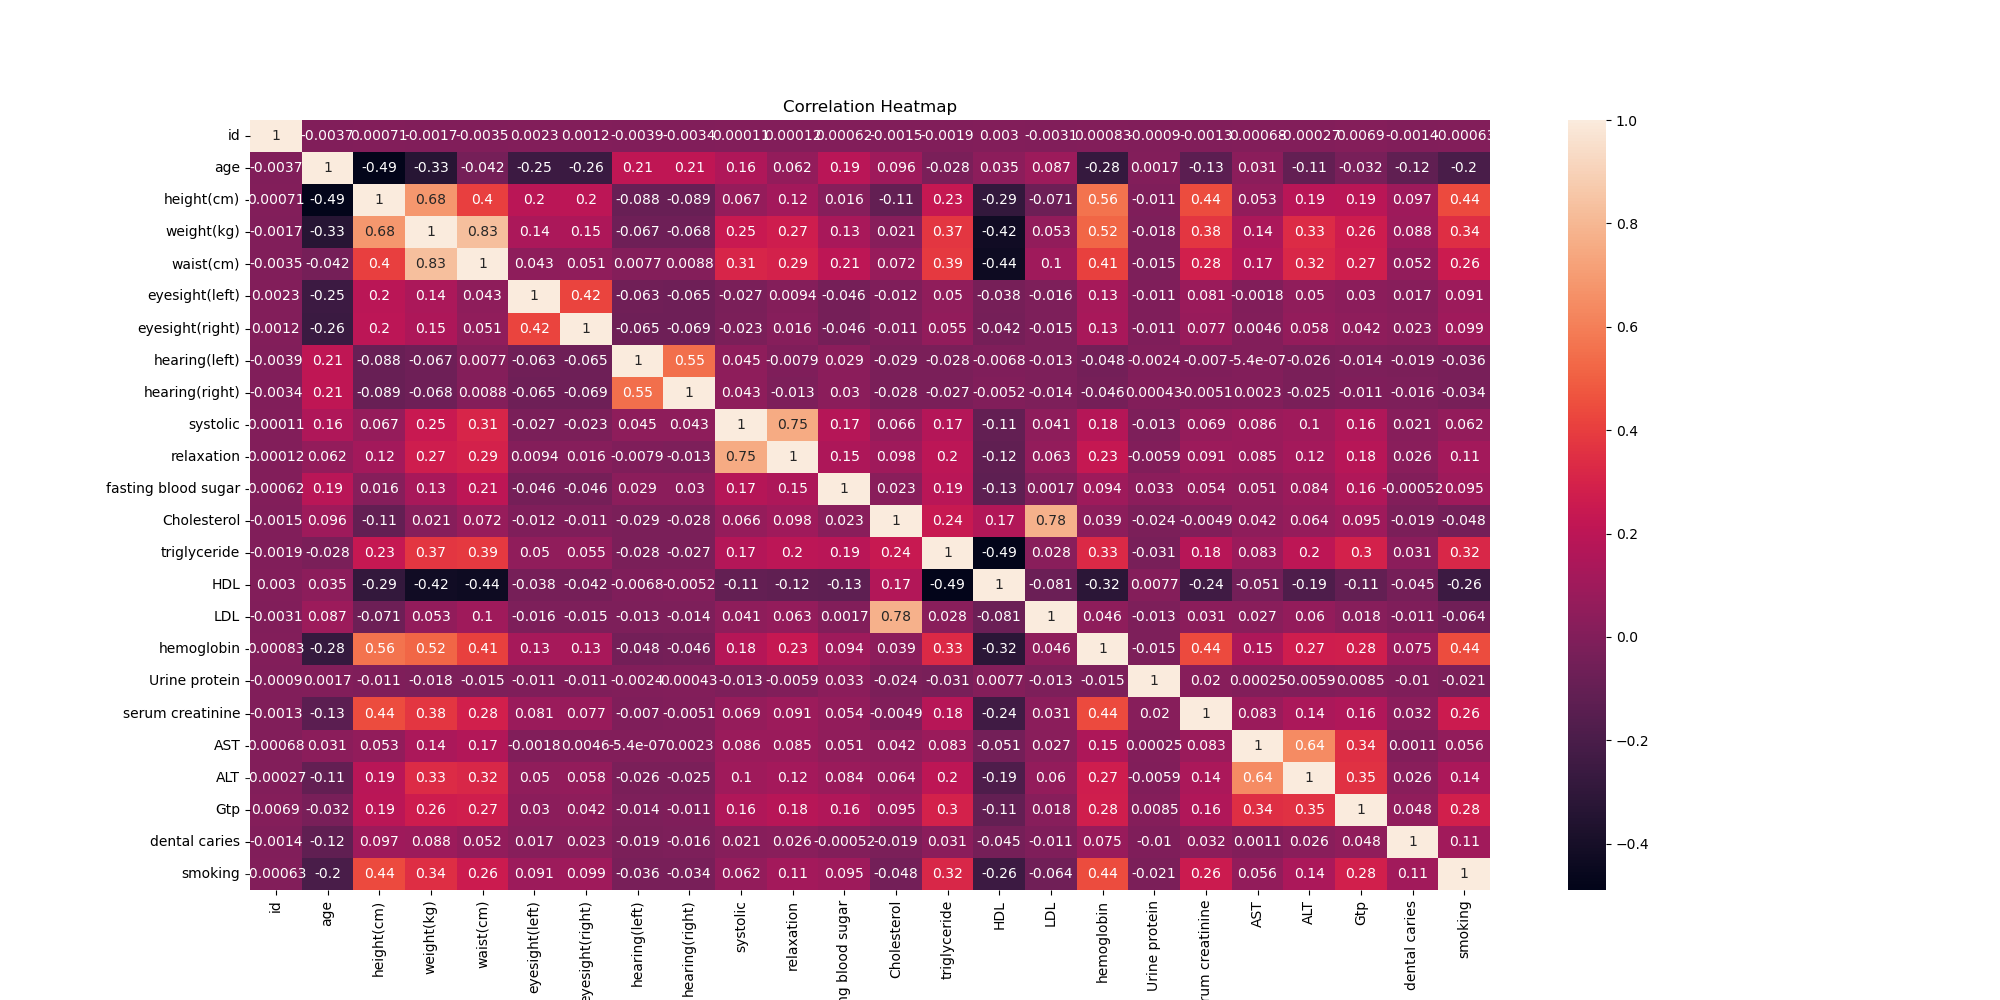 Correlation Heatmap
id 1 -0.0037 0.00071 -0.0017 -0.0035 0.0023 0.0012 -0.0039 -0.0034 0.00011 0.00012 0.00062 -0.0015 -0.0019 0.003 -0.0031 0.00083 -0.0009 -0.0013 0.00068 -0.00027 0.0069 -0.0014 -0.00063
age -0.0037 1 -0.49 -0.33 -0.042 -0.25 -0.26 0.21 0.21 0.16 0.062 0.19 0.096 -0.028 0.035 0.087 -0.28 0.0017 -0.13 0.031 -0.11 -0.032 -0.12 -0.2
height(cm) -0.00071 -0.49 1 0.68 0.4 0.2 0.2 -0.088 -0.089 0.067 0.12 0.016 -0.11 0.23 -0.29 -0.071 0.56 -0.011 0.44 0.053 0.19 0.19 0.097 0.44
weight(kg) -0.0017 -0.33 0.68 1 0.83 0.14 0.15 -0.067 -0.068 0.25 0.27 0.13 0.021 0.37 -0.42 0.053 0.52 -0.018 0.38 0.14 0.33 0.26 0.088 0.34
waist(cm) -0.0035 -0.042 0.4 0.83 1 0.043 0.051 0.0077 0.0088 0.31 0.29 0.21 0.072 0.39 -0.44 0.1 0.41 -0.015 0.28 0.17 0.32 0.27 0.052 0.26
eyesight(left) 0.0023 -0.25 0.2 0.14 0.043 1 0.42 -0.063 -0.065 -0.027 0.0094 -0.046 -0.012 0.05 -0.038 -0.016 0.13 -0.011 0.081 -0.0018 0.05 0.03 0.017 0.091
eyesight(right) 0.0012 -0.26 0.2 0.15 0.051 0.42 1 -0.065 -0.069 -0.023 0.016 -0.046 -0.011 0.055 -0.042 -0.015 0.13 -0.011 0.077 0.0046 0.058 0.042 0.023 0.099
hearing(left) -0.0039 0.21 -0.088 -0.067 0.0077 -0.063 -0.065 1 0.55 0.045 -0.0079 0.029 -0.029 -0.028 -0.0068 -0.013 -0.048 -0.0024 -0.007 -5.4e-07 -0.026 -0.014 -0.019 -0.036
hearing(right) -0.0034 0.21 -0.089 -0.068 0.0088 -0.065 -0.069 0.55 1 0.043 -0.013 0.03 -0.028 -0.027 -0.0052 -0.014 -0.046 0.00043 -0.0051 0.0023 -0.025 -0.011 -0.016 -0.034
systolic -0.00011 0.16 0.067 0.25 0.31 -0.027 -0.023 0.045 0.043 1 0.75 0.17 0.066 0.17 -0.11 0.041 0.18 -0.013 0.069 0.086 0.1 0.16 0.021 0.062
relaxation -0.00012 0.062 0.12 0.27 0.29 0.0094 0.016 -0.0079 -0.013 0.75 1 0.15 0.098 0.2 -0.12 0.063 0.23 -0.0059 0.091 0.085 0.12 0.18 0.026 0.11
fasting blood sugar -0.00062 0.19 0.016 0.13 0.21 -0.046 -0.046 0.029 0.03 0.17 0.15 1 0.023 0.19 -0.13 0.0017 0.094 0.033 0.054 0.051 0.084 0.16 -0.00052 0.095
Cholesterol -0.0015 0.096 -0.11 0.021 0.072 -0.012 -0.011 -0.029 -0.028 0.066 0.098 0.023 1 0.24 0.17 0.78 0.039 -0.024 -0.0049 0.042 0.064 0.095 -0.019 -0.048
triglyceride -0.0019 -0.028 0.23 0.37 0.39 0.05 0.055 -0.028 -0.027 0.17 0.2 0.19 0.24 1 -0.49 0.028 0.33 -0.031 0.18 0.083 0.2 0.3 0.031 0.32
HDL 0.003 0.035 -0.29 -0.42 -0.44 -0.038 -0.042 -0.0068 -0.0052 -0.11 -0.12 -0.13 0.17 -0.49 1 -0.081 -0.32 0.0077 -0.24 -0.051 -0.19 -0.11 -0.045 -0.26
LDL -0.0031 0.087 -0.071 0.053 0.1 -0.016 -0.015 -0.013 -0.014 0.041 0.063 0.0017 0.78 0.028 -0.081 1 0.046 -0.013 0.031 0.027 0.06 0.018 -0.011 -0.064
hemoglobin -0.00083 -0.28 0.56 0.52 0.41 0.13 0.13 -0.048 -0.046 0.18 0.23 0.094 0.039 0.33 -0.32 0.046 1 -0.015 0.44 0.15 0.27 0.28 0.075 0.44
Urine protein -0.0009 0.0017 -0.011 -0.018 -0.015 -0.011 -0.011 -0.0024 0.00043 -0.013 -0.0059 0.033 -0.024 -0.031 0.0077 -0.013 -0.015 1 0.02 0.00025 -0.0059 0.0085 -0.01 -0.021
serum creatinine -0.0013 -0.13 0.44 0.38 0.28 0.081 0.077 -0.007 -0.0051 0.069 0.091 0.054 -0.0049 0.18 -0.24 0.031 0.44 0.02 1 0.083 0.14 0.16 0.032 0.26
AST -0.00068 0.031 0.053 0.14 0.17 -0.0018 0.0046 -5.4e-07 0.0023 0.086 0.085 0.051 0.042 0.083 -0.051 0.027 0.15 0.00025 0.083 1 0.64 0.34 0.0011 0.056
ALT -0.00027 -0.11 0.19 0.33 0.32 0.05 0.058 -0.026 -0.025 0.1 0.12 0.084 0.064 0.2 -0.19 0.06 0.27 -0.0059 0.14 0.64 1 0.35 0.026 0.14
Gtp 0.0069 -0.032 0.19 0.26 0.27 0.03 0.042 -0.014 -0.011 0.16 0.18 0.16 0.095 0.3 -0.11 0.018 0.28 0.0085 0.16 0.34 0.35 1 0.048 0.28
dental caries -0.0014 -0.12 0.097 0.088 0.052 0.017 0.023 -0.019 -0.016 0.021 0.026 -0.00052 -0.019 0.031 -0.045 -0.011 0.075 -0.01 0.032 0.0011 0.026 0.048 1 0.11
smoking -0.00063 -0.2 0.44 0.34 0.26 0.091 0.099 -0.036 -0.034 0.062 0.11 0.095 -0.048 0.32 -0.26 -0.064 0.44 -0.021 0.26 0.056 0.14 0.28 0.11 1
id
age
height(cm)
weight(kg)
waist(cm)
eyesight(left)
eyesight(right)
hearing(left)
hearing(right)
systolic
relaxation
blood sugar
Cholesterol
triglyceride
HDL
LDL
hemoglobin
Urine protein
creatinine
AST
ALT
Gtp
dental caries
smoking
1.0
0.8
0.6
0.4
0.2
0.0
−0.2
−0.4